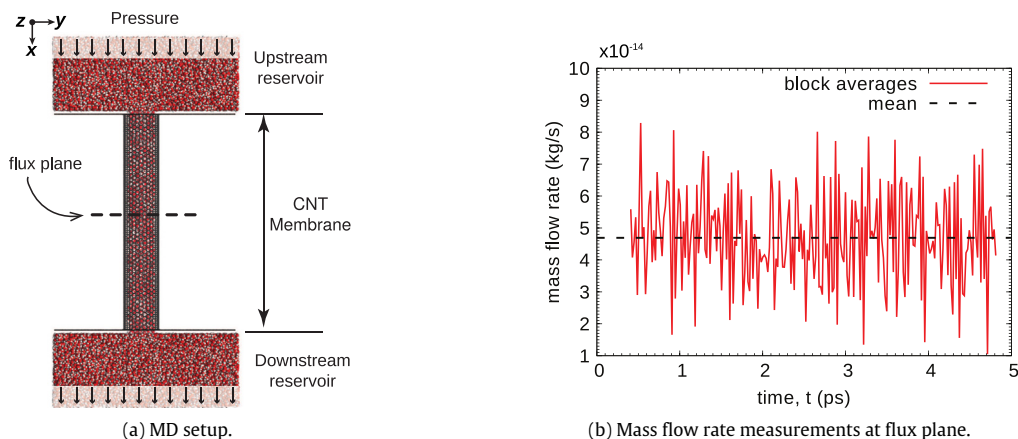 z y
x
Pressure
Upstream
reservoir
flux plane
CNT
Membrane
Downstream
reservoir
(a) MD setup.
x10⁻¹⁴
10
9
8
7
6
5
4
3
2
1
0 1 2 3 4 5
mass flow rate (kg/s)
time, t (ps)
block averages
mean
(b) Mass flow rate measurements at flux plane.